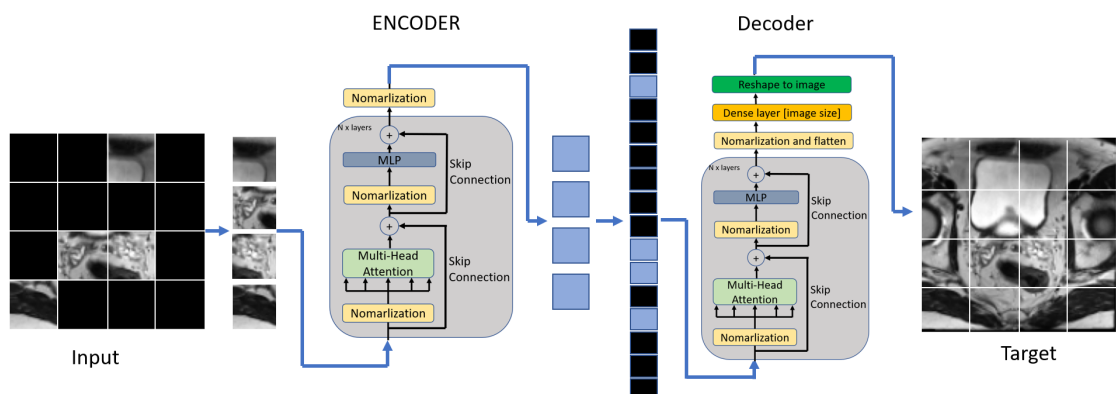 ENCODER
Decoder
Nomarlization
N x layers
+
MLP
Skip
Connection
Nomarlization
+
Multi-Head
Attention
Skip
Connection
Nomarlization
Input
Reshape to image
Dense layer [image size]
Nomarlization and flatten
N x layers
+
MLP
Skip
Connection
Nomarlization
+
Multi-Head
Attention
Skip
Connection
Nomarlization
Target